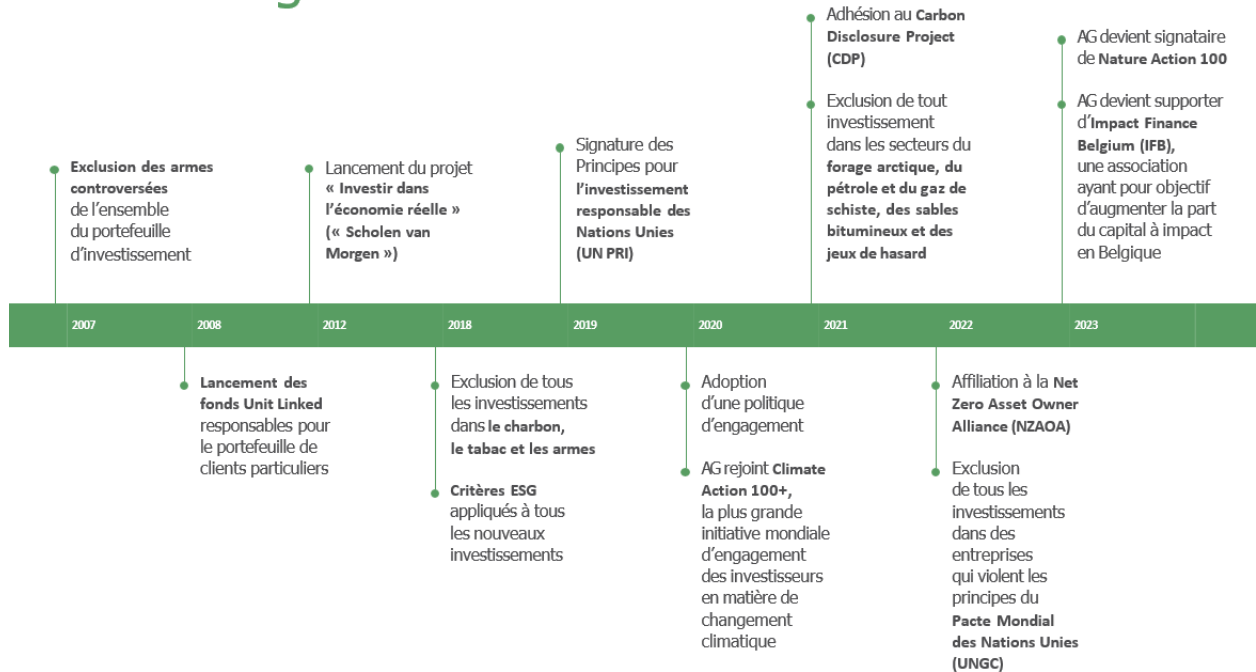 Exclusion des armes
controversées
de l'ensemble
du portefeuille
d'investissement
Lancement du projet
« Investir dans
l'économie réelle »
(« Scholen van
Morgen »)
Signature des
Principes pour
l'investissement
responsable des
Nations Unies
(UN PRI)
Adhésion au Carbon
Disclosure Project
(CDP)
Exclusion de tout
investissement
dans les secteurs du
forage arctique, du
pétrole et du gaz de
schiste, des sables
bitumineux et des
jeux de hasard
AG devient signataire
de Nature Action 100
AG devient supporter
d'Impact Finance
Belgium (IFB),
une association
ayant pour objectif
d'augmenter la part
du capital à impact
en Belgique
2007 2008 2012 2018 2019 2020 2021 2022 2023
Lancement des
fonds Unit Linked
responsables pour
le portefeuille de
clients particuliers
Exclusion de tous
les investissements
dans le charbon,
le tabac et les armes
Critères ESG
appliqués à tous
les nouveaux
investissements
Adoption
d'une politique
d'engagement
AG rejoint Climate
Action 100+,
la plus grande
initiative mondiale
d'engagement
des investisseurs
en matière de
changement
climatique
Affiliation à la Net
Zero Asset Owner
Alliance (NZAOA)
Exclusion
de tous les
investissements
dans des
entreprises
qui violent les
principes du
Pacte Mondial
des Nations Unies
(UNGC)